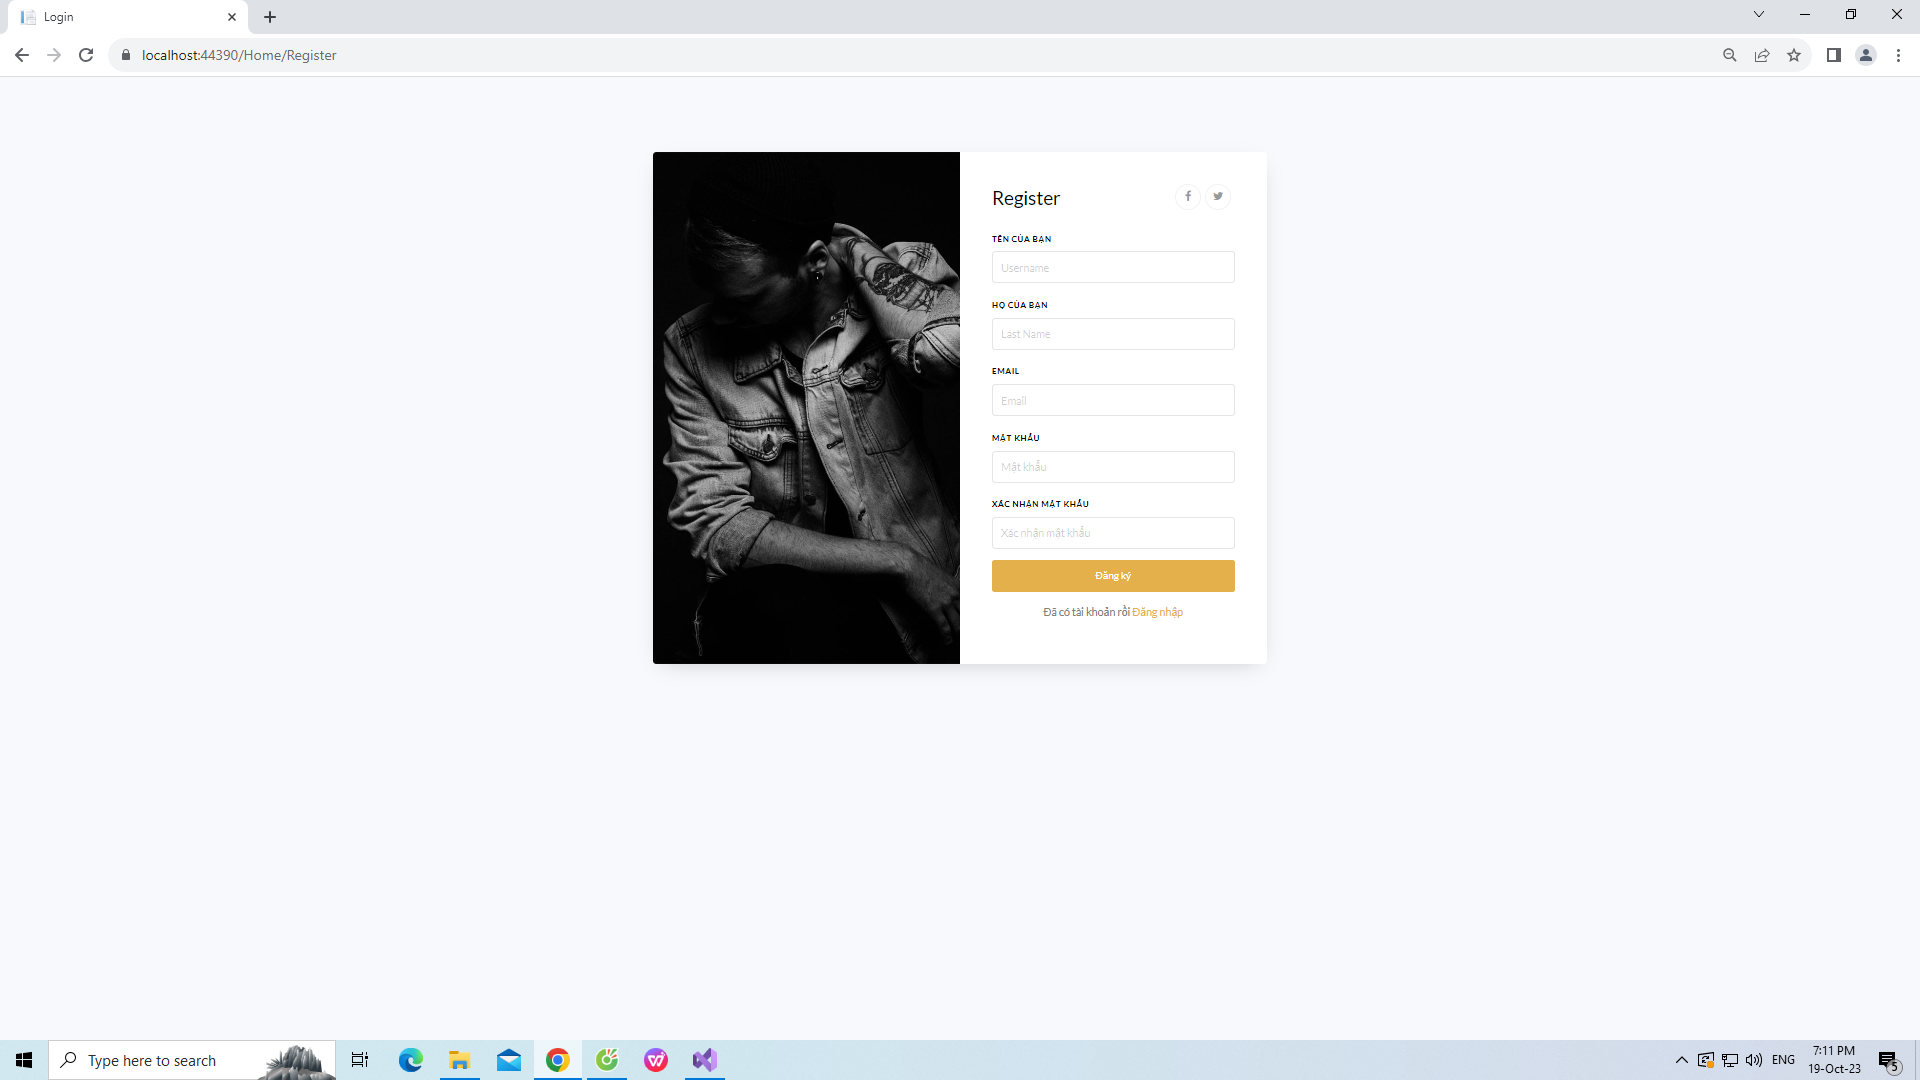 Login
localhost:44390/Home/Register
Register
TÊN CỦA BẠN
Username
HỌ CỦA BẠN
Last Name
EMAIL
Email
MẬT KHẨU
Mật khẩu
XÁC NHẬN MẬT KHẨU
Xác nhận mật khẩu
Đăng ký
Đã có tài khoản rồi Đăng nhập
Type here to search
ENG
7:11 PM
19-Oct-23
5